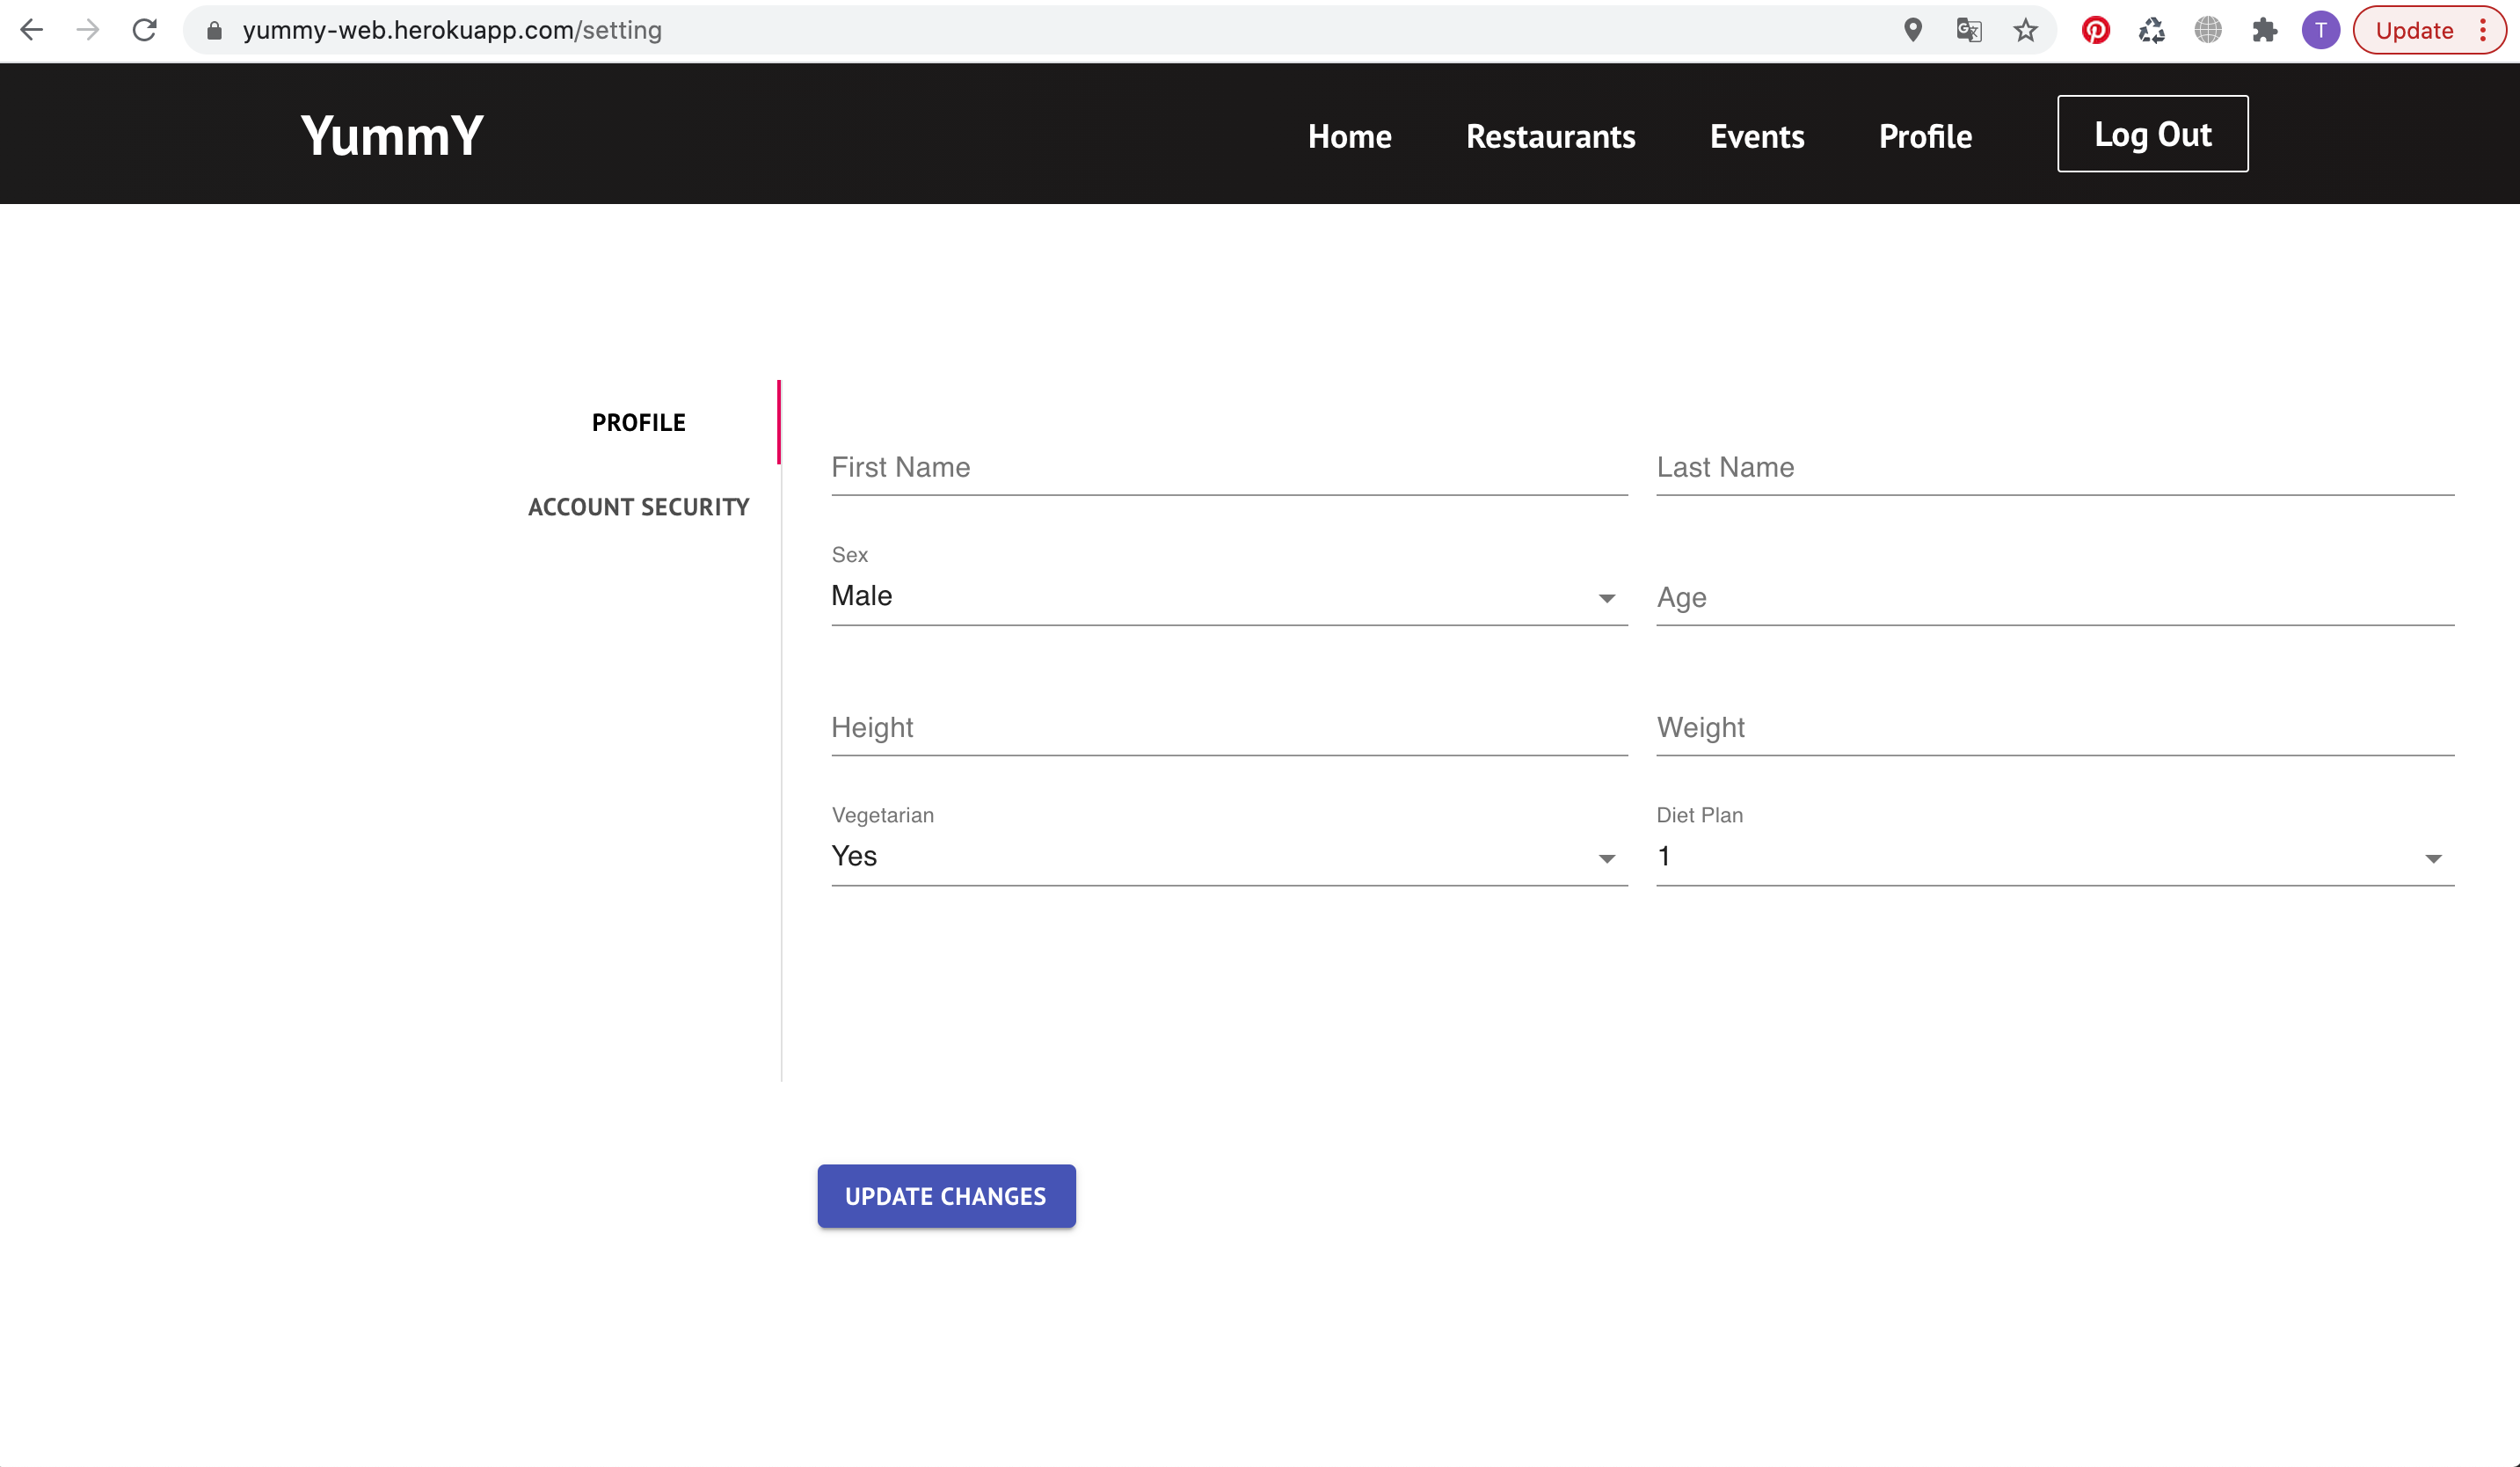 yummy-web.herokuapp.com/setting
T
Update
YummY
Home
Restaurants
Events
Profile
Log Out
PROFILE
ACCOUNT SECURITY
First Name
Last Name
Sex
Male
Age
Height
Weight
Vegetarian
Yes
Diet Plan
1
UPDATE CHANGES